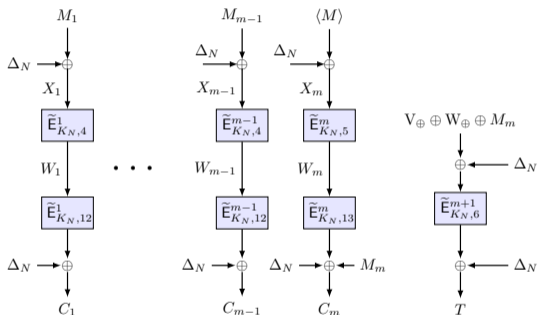 M_1 M_{m−1} ⟨M⟩
Δ_N Δ_N Δ_N
X_1 X_{m−1} X_m
Ẽ^1_{K_N,4} Ẽ^{m−1}_{K_N,4} Ẽ^m_{K_N,5} V_⊕ ⊕ W_⊕ ⊕ M_m
Δ_N
W_1 • • • W_{m−1} W_m
Ẽ^1_{K_N,12} Ẽ^{m−1}_{K_N,12} Ẽ^m_{K_N,13} Ẽ^{m+1}_{K_N,6}
Δ_N Δ_N Δ_N M_m Δ_N
C_1 C_{m−1} C_m T